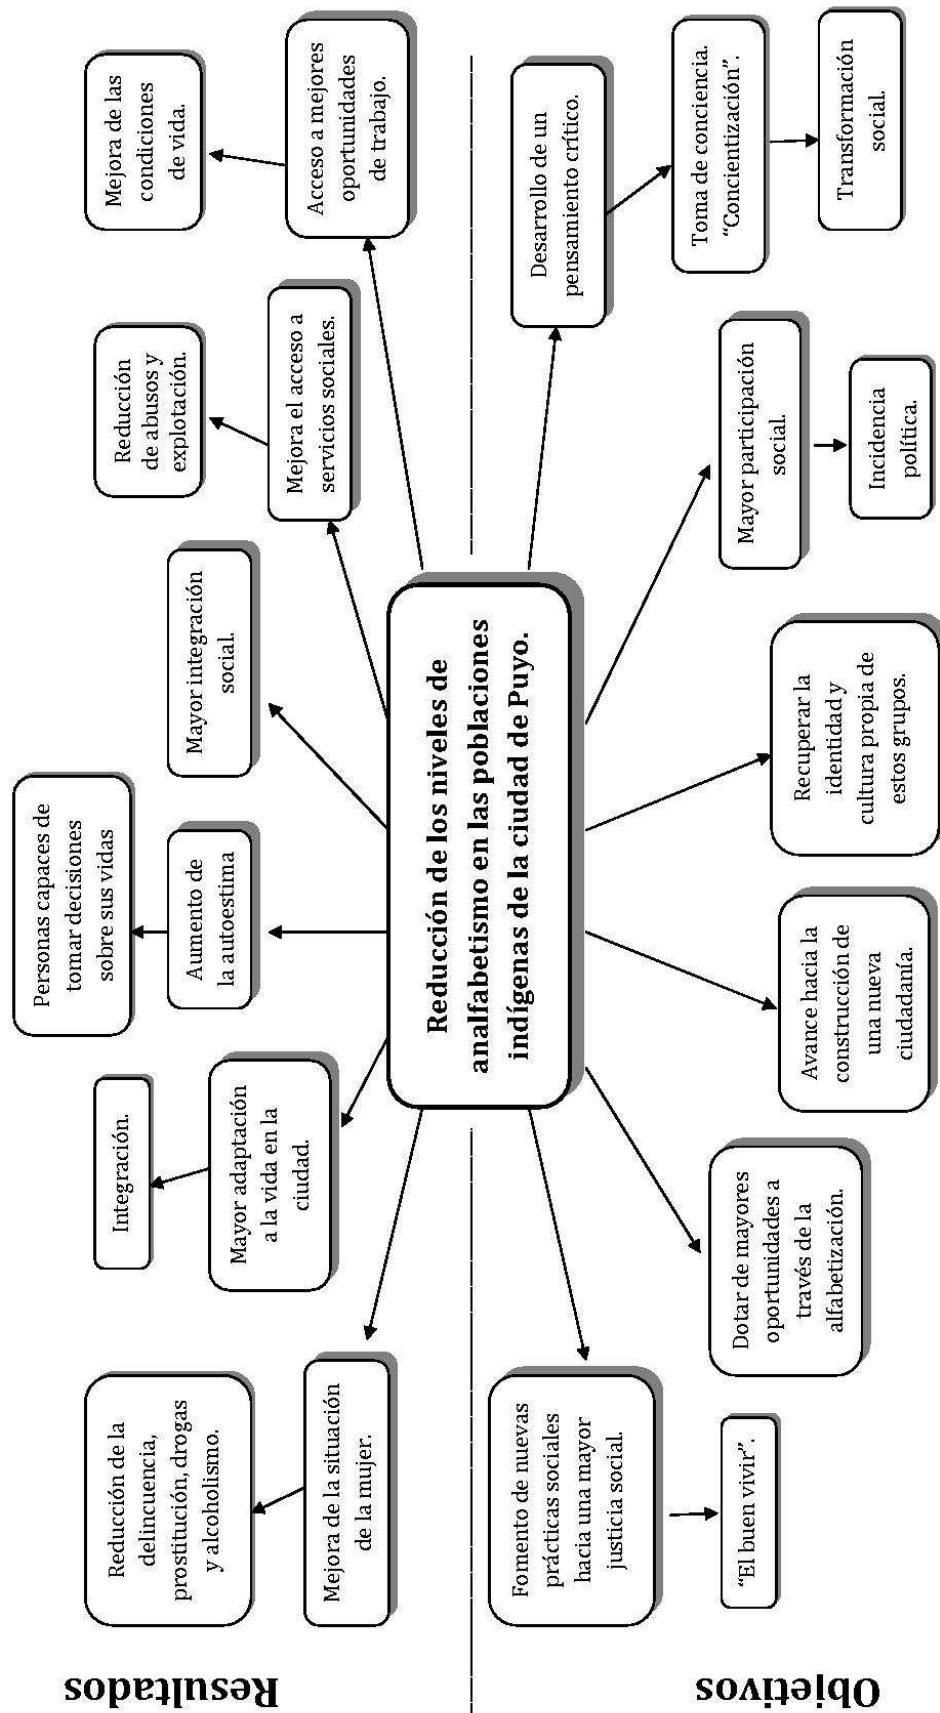 Resultados
Reducción de la
delincuencia,
prostitución, drogas
y alcoholismo.
Mejora de la situación
de la mujer.
Integración.
Mayor adaptación
a la vida en la
ciudad.
Personas capaces de
tomar decisiones
sobre sus vidas
Aumento de
la autoestima
Mayor integración
social.
Reducción
de abusos y
explotación.
Mejora el acceso a
servicios sociales.
Mejora de las
condiciones
de vida.
Acceso a mejores
oportunidades
de trabajo.
Reducción de los niveles de
analfabetismo en las poblaciones
indígenas de la ciudad de Puyo.
Objetivos
Fomento de nuevas
prácticas sociales
hacia una mayor
justicia social.
“El buen vivir”.
Dotar de mayores
oportunidades a
través de la
alfabetización.
Avance hacia la
construcción de
una nueva
ciudadanía.
Recuperar la
identidad y
cultura propia de
estos grupos.
Mayor participación
social.
Incidencia
política.
Desarrollo de un
pensamiento crítico.
Toma de conciencia.
“Concientización”.
Transformación
social.